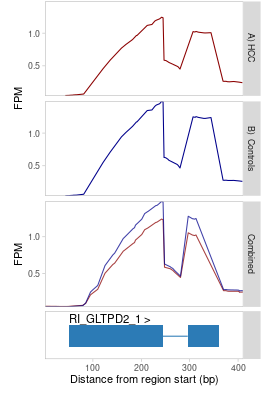 1.0
0.5
A) HCC
FPM
1.0
0.5
B) Controls
1.0
0.5
FPM
Combined
RI_GLTPD2_1 >
100 200 300 400
Distance from region start (bp)